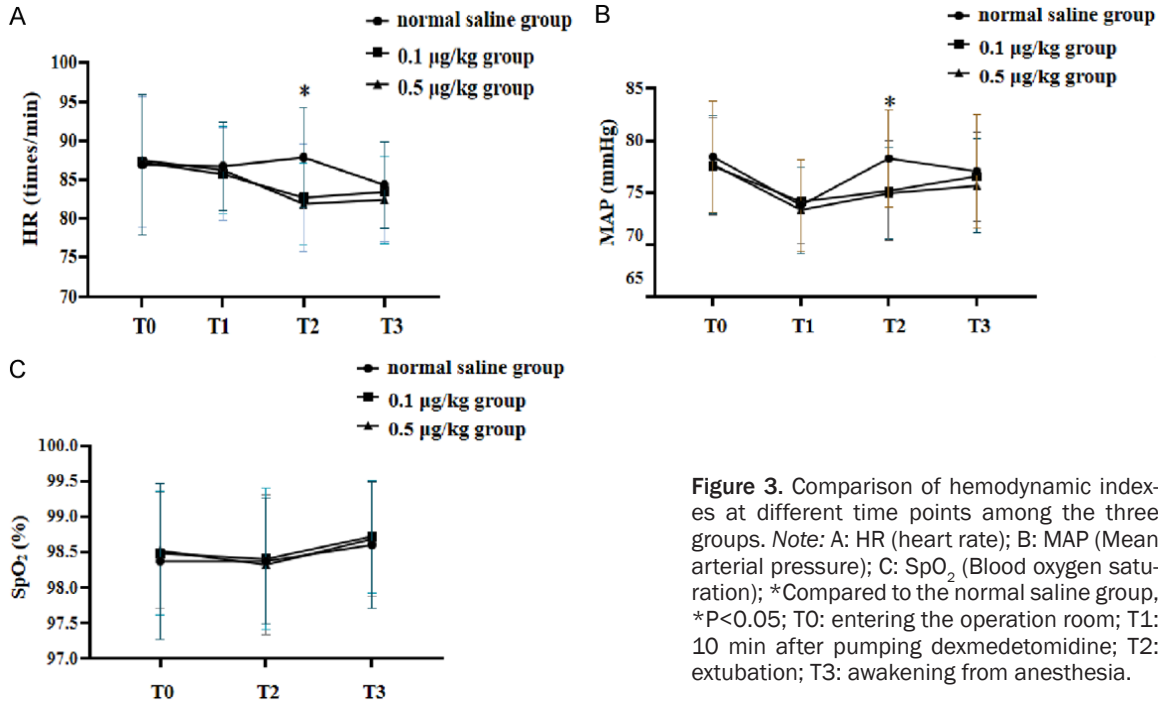 A
normal saline group
0.1 µg/kg group
0.5 µg/kg group
HR (times/min)
100
95
90
85
80
75
70
*
T0 T1 T2 T3
B
normal saline group
0.1 µg/kg group
0.5 µg/kg group
MAP (mmHg)
85
80
75
70
65
*
T0 T1 T2 T3
C
normal saline group
0.1 µg/kg group
0.5 µg/kg group
SpO₂ (%)
100.0
99.5
99.0
98.5
98.0
97.5
97.0
T0 T2 T3
Figure 3. Comparison of hemodynamic index-
es at different time points among the three
groups. Note: A: HR (heart rate); B: MAP (Mean
arterial pressure); C: SpO₂ (Blood oxygen satu-
ration); *Compared to the normal saline group,
*P<0.05; T0: entering the operation room; T1:
10 min after pumping dexmedetomidine; T2:
extubation; T3: awakening from anesthesia.